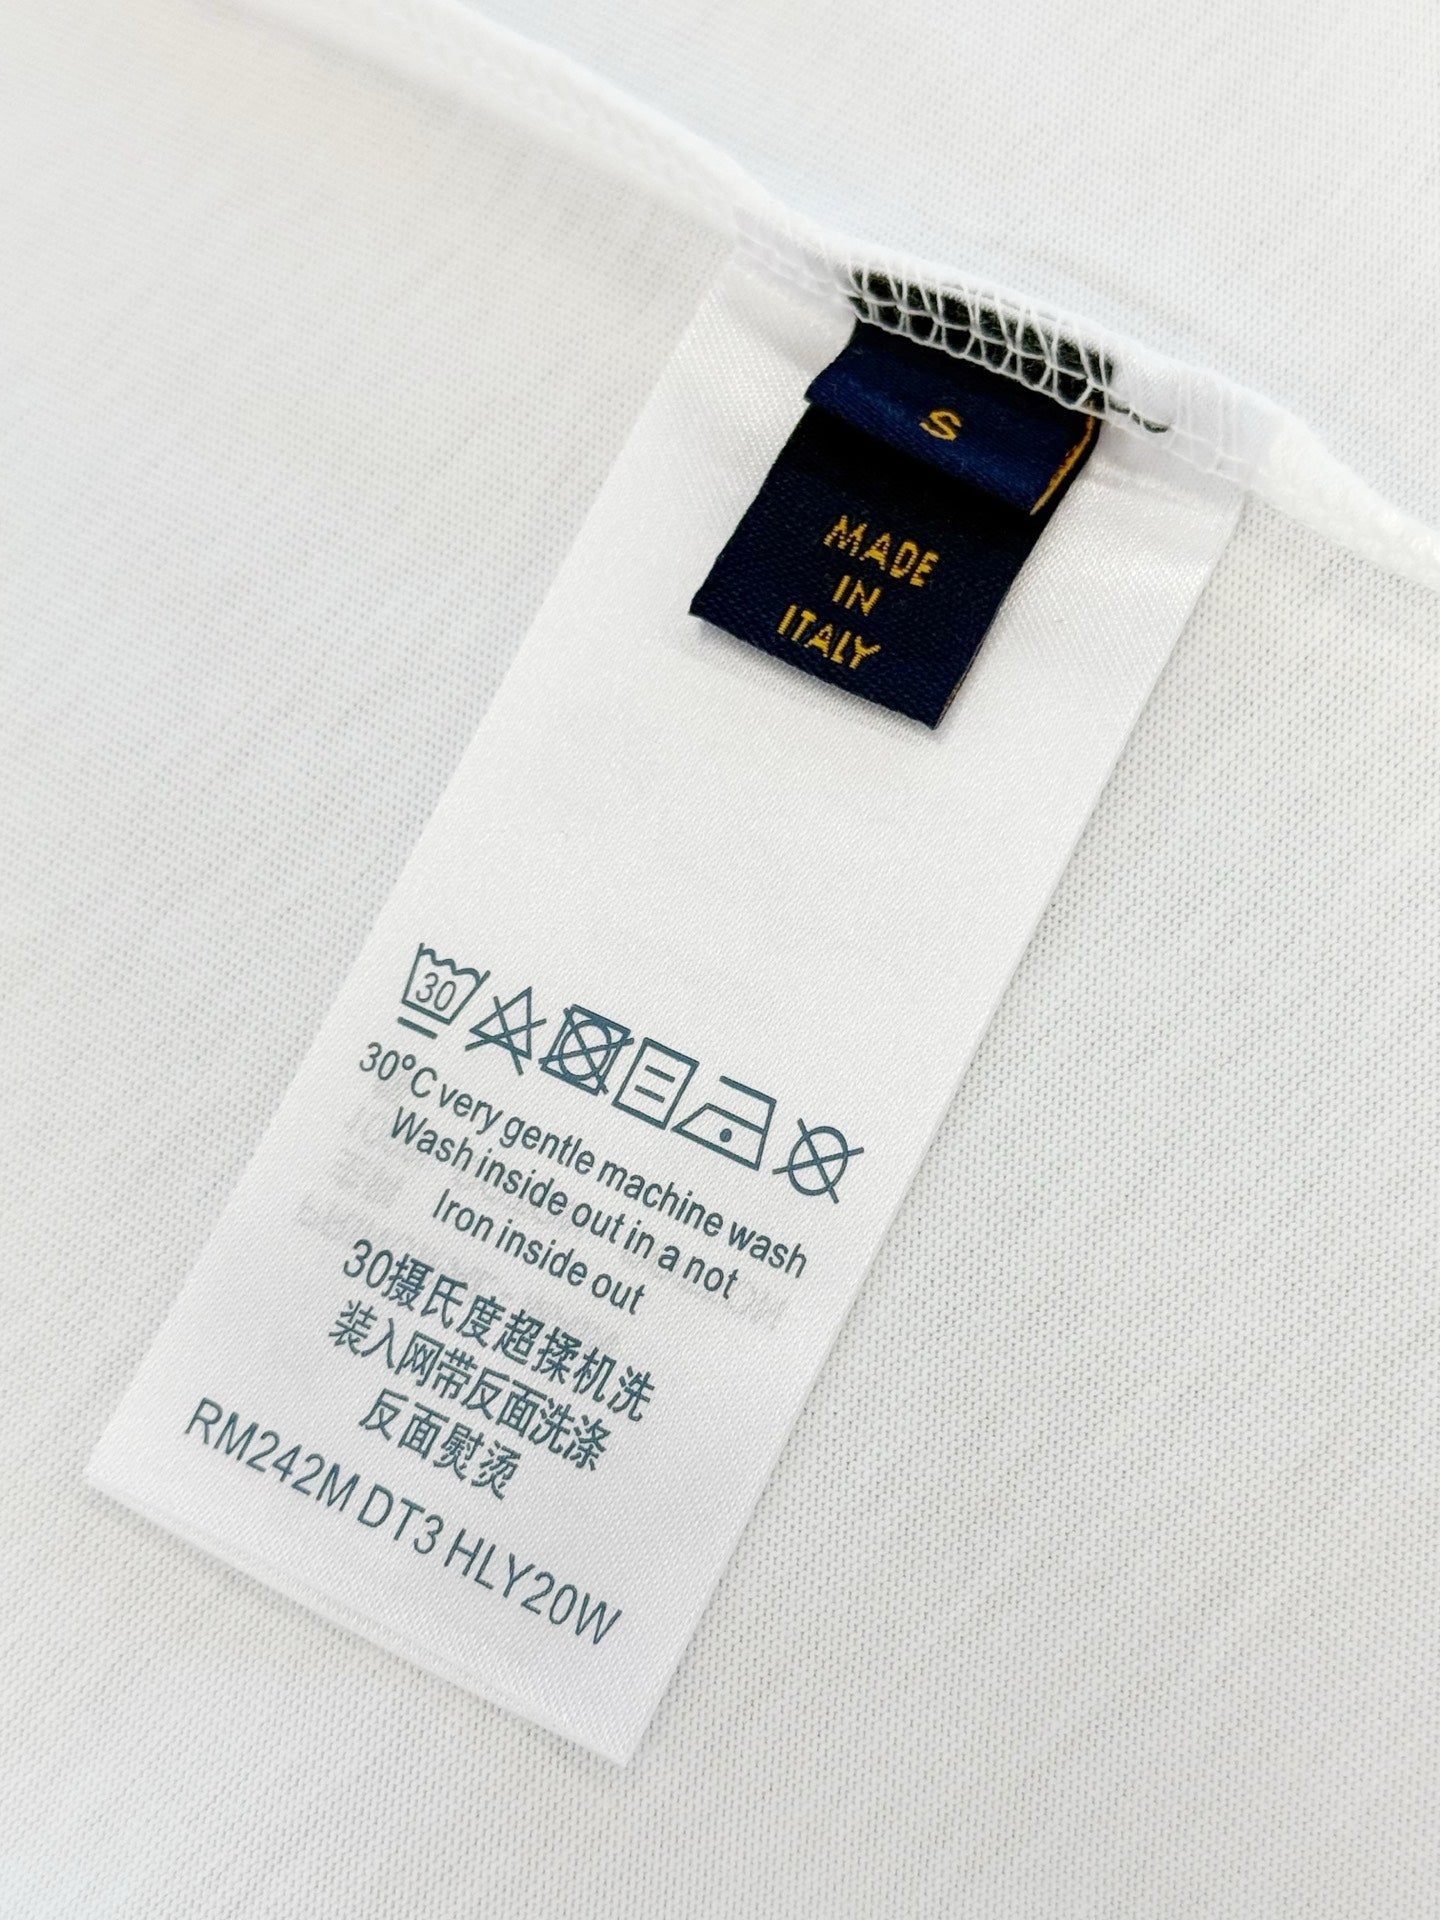 S
MADE
IN
ITALY
30
30°C very gentle machine wash
Wash inside out in a not
Iron inside out
30摄氏度超揉机洗
装入网带反面洗涤
反面熨烫
RM242M DT3 HLY20W